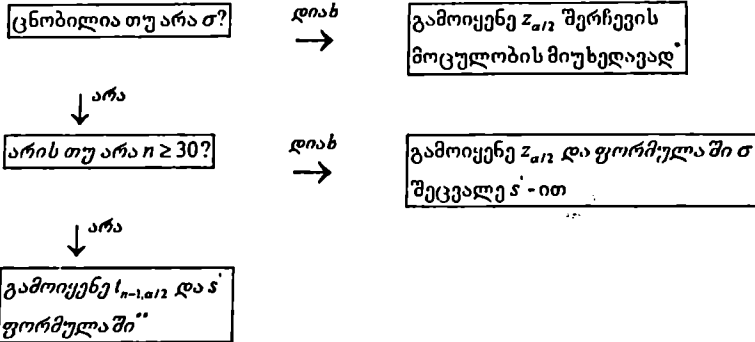 ცნობილია თუ არა σ?
დიახ
→
გამოიყენე z_{α/2} შერჩევის
მოცულობის მიუხედავად*
↓ არა
არის თუ არა n ≥ 30?
დიახ
→
გამოიყენე z_{α/2} და ფორმულაში σ
შეცვალე s' - ით
↓ არა
გამოიყენე t_{n-1,α/2} და s'
ფორმულაში**